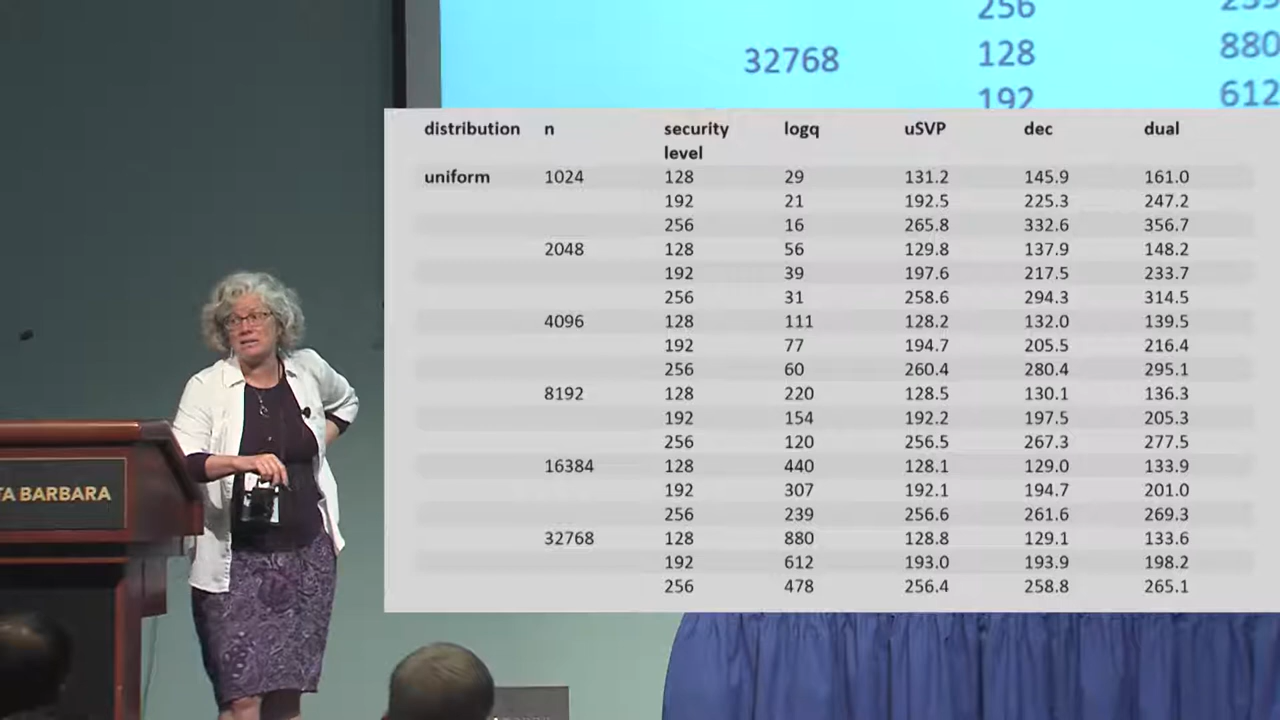 256
32768 128 880
192 612
distribution n security level logq uSVP dec dual
uniform 1024 128 29 131.2 145.9 161.0
192 21 192.5 225.3 247.2
256 16 265.8 332.6 356.7
2048 128 56 129.8 137.9 148.2
192 39 197.6 217.5 233.7
256 31 258.6 294.3 314.5
4096 128 111 128.2 132.0 139.5
192 77 194.7 205.5 216.4
256 60 260.4 280.4 295.1
8192 128 220 128.5 130.1 136.3
192 154 192.2 197.5 205.3
256 120 256.5 267.3 277.5
16384 128 440 128.1 129.0 133.9
192 307 192.1 194.7 201.0
256 239 256.6 261.6 269.3
32768 128 880 128.8 129.1 133.6
192 612 193.0 193.9 198.2
256 478 256.4 258.8 265.1
TA BARBARA